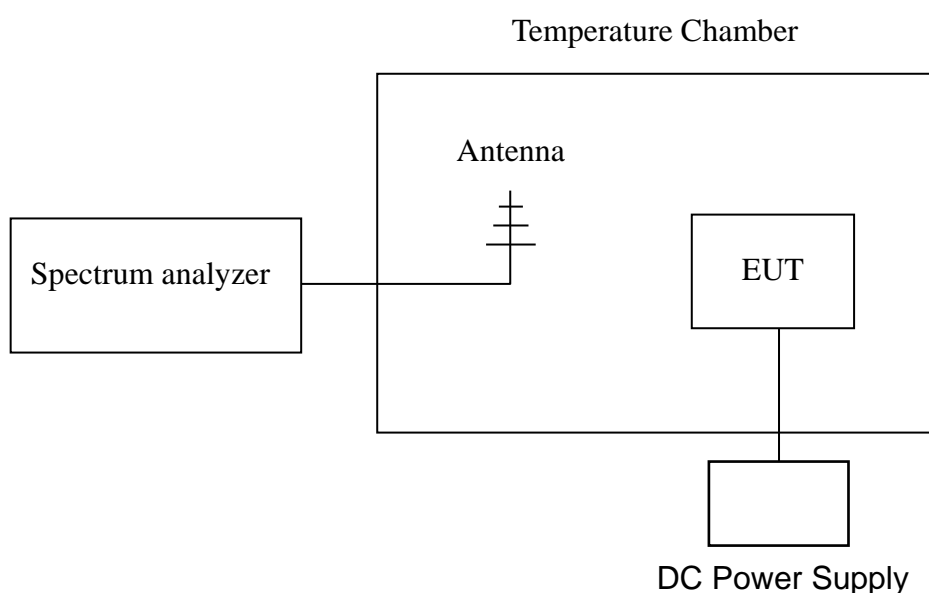 Temperature Chamber
Antenna
Spectrum analyzer
EUT
DC Power Supply